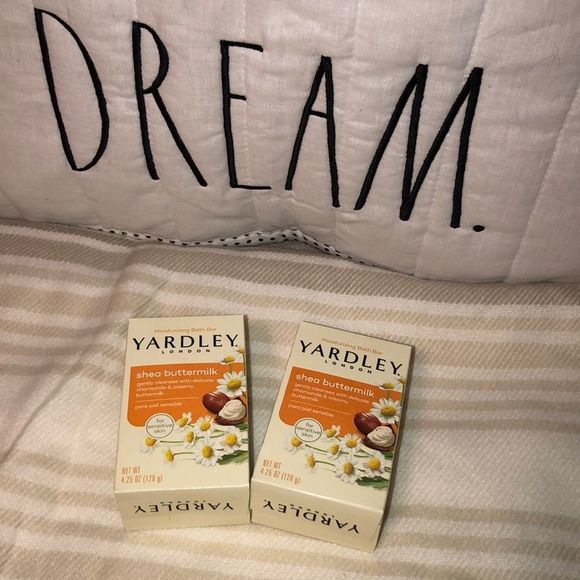 DREAM.
Moisturizing Bath Bar
YARDLEY
LONDON
shea buttermilk
gently cleanses with delicate
chamomile & creamy
buttermilk
para piel sensible
for
sensitive
skin
NET WT
4.25 OZ (120 g)
YARDLEY
LONDON
Moisturizing Bath Bar
YARDLEY
LONDON
shea buttermilk
gently cleanses with delicate
chamomile & creamy
buttermilk
para piel sensible
for
sensitive
skin
NET WT
4.25 OZ (120 g)
YARDLEY
LONDON